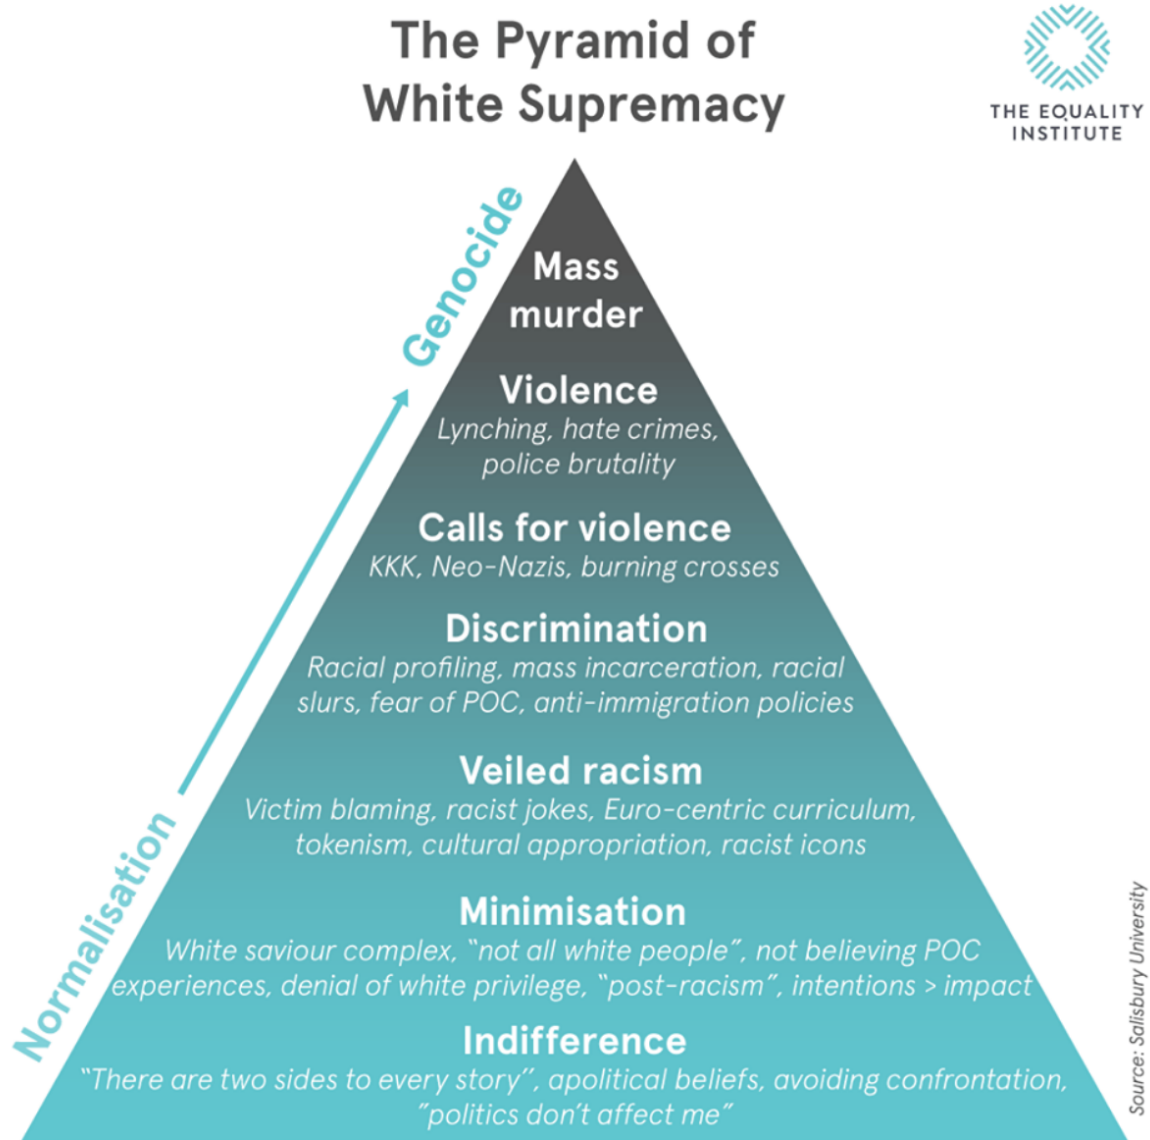 The Pyramid of
White Supremacy
THE EQUALITY
INSTITUTE
Genocide
Normalisation
Mass
murder
Violence
Lynching, hate crimes,
police brutality
Calls for violence
KKK, Neo-Nazis, burning crosses
Discrimination
Racial profiling, mass incarceration, racial
slurs, fear of POC, anti-immigration policies
Veiled racism
Victim blaming, racist jokes, Euro-centric curriculum,
tokenism, cultural appropriation, racist icons
Minimisation
White saviour complex, “not all white people”, not believing POC
experiences, denial of white privilege, “post-racism”, intentions > impact
Indifference
“There are two sides to every story’’, apolitical beliefs, avoiding confrontation,
”politics don’t affect me”
Source: Salisbury University